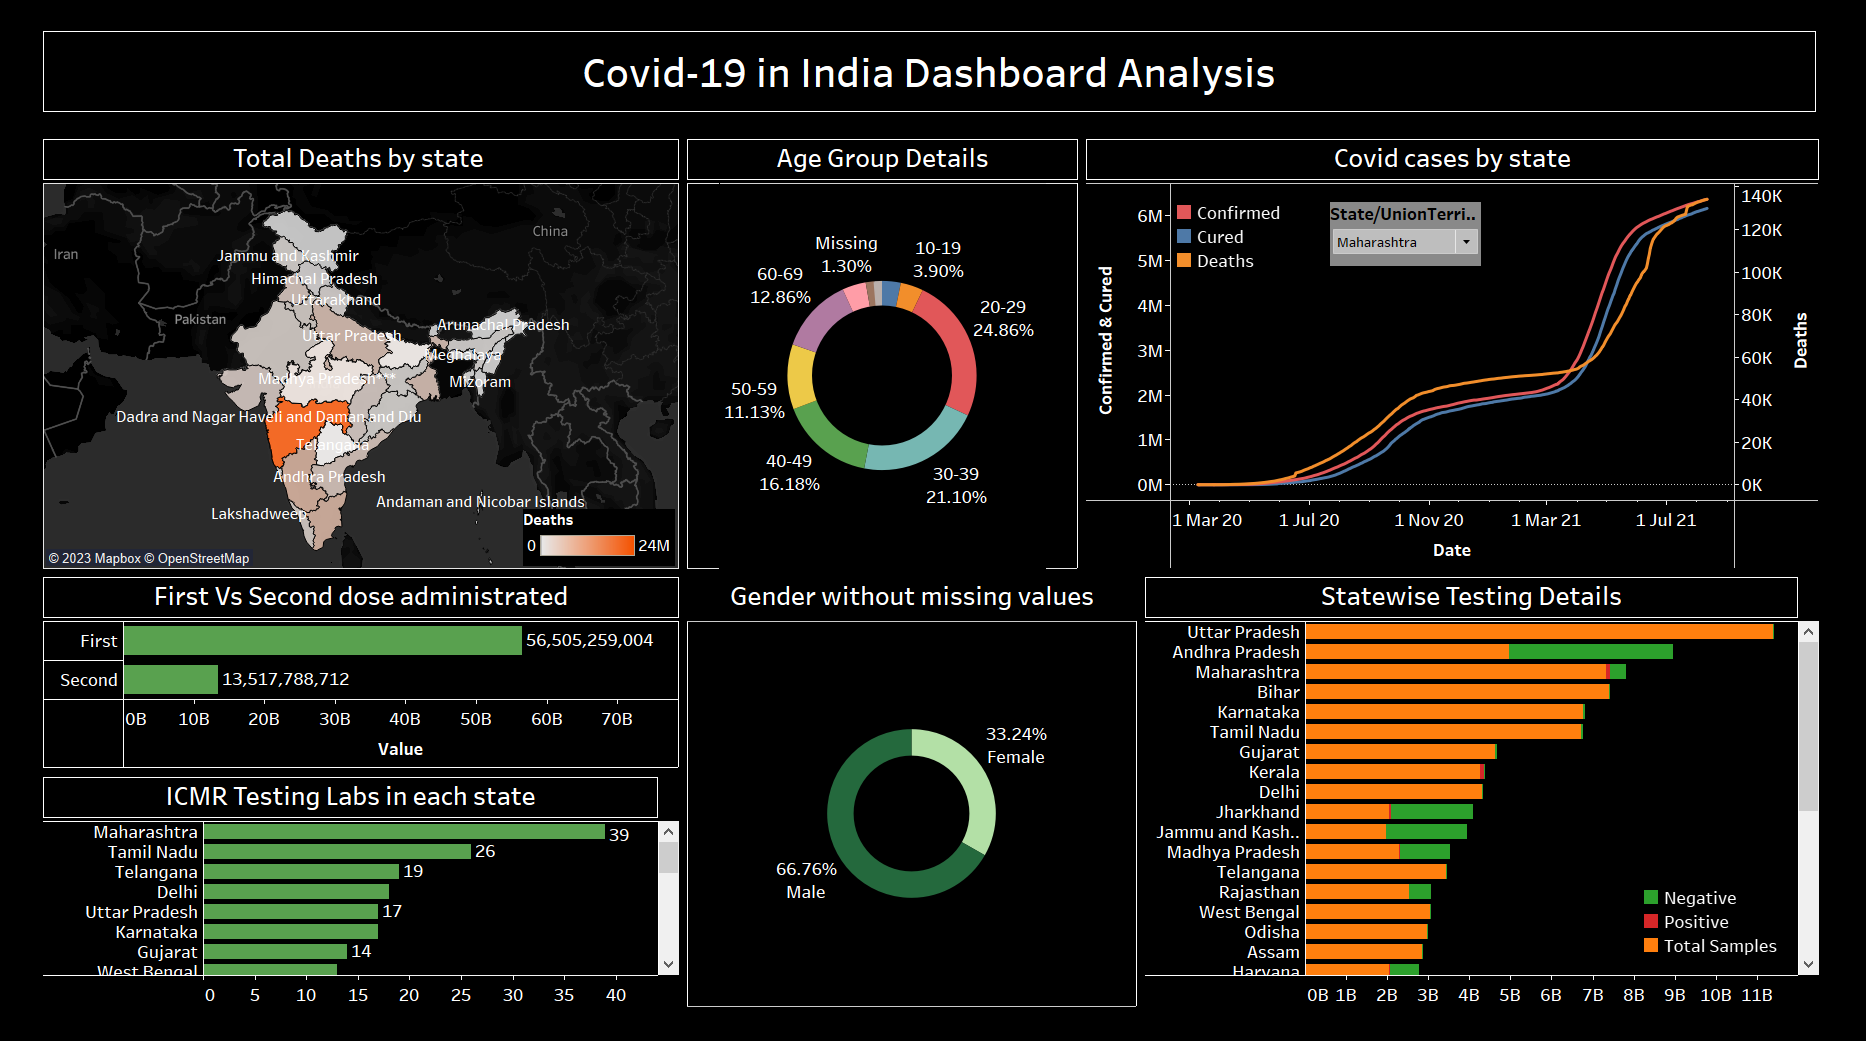 Covid-19 in India Dashboard Analysis
Total Deaths by state
Iran
China
Pakistan
Jammu and Kashmir
Himachal Pradesh
Uttarakhand
Arunachal Pradesh
Uttar Pradesh
Meghalaya
Madhya Pradesh
Mizoram
Dadra and Nagar Haveli and Daman and Diu
Telangana
Andhra Pradesh
Andaman and Nicobar Islands
Lakshadweep
Deaths
0 24M
© 2023 Mapbox © OpenStreetMap
Age Group Details
Missing
1.30%
10-19
3.90%
60-69
12.86%
20-29
24.86%
50-59
11.13%
40-49
16.18%
30-39
21.10%
Covid cases by state
Confirmed
Cured
Deaths
State/UnionTerri..
Maharashtra
Confirmed & Cured
6M
5M
4M
3M
2M
1M
0M
140K
120K
100K
80K
60K
40K
20K
0K
Deaths
1 Mar 20 1 Jul 20 1 Nov 20 1 Mar 21 1 Jul 21
Date
First Vs Second dose administrated
First 56,505,259,004
Second 13,517,788,712
0B 10B 20B 30B 40B 50B 60B 70B
Value
ICMR Testing Labs in each state
Maharashtra 39
Tamil Nadu 26
Telangana 19
Delhi
Uttar Pradesh 17
Karnataka
Gujarat 14
West Bengal
0 5 10 15 20 25 30 35 40
Gender without missing values
33.24%
Female
66.76%
Male
Statewise Testing Details
Uttar Pradesh
Andhra Pradesh
Maharashtra
Bihar
Karnataka
Tamil Nadu
Gujarat
Kerala
Delhi
Jharkhand
Jammu and Kash..
Madhya Pradesh
Telangana
Rajasthan
West Bengal
Odisha
Assam
Haryana
Negative
Positive
Total Samples
0B 1B 2B 3B 4B 5B 6B 7B 8B 9B 10B 11B